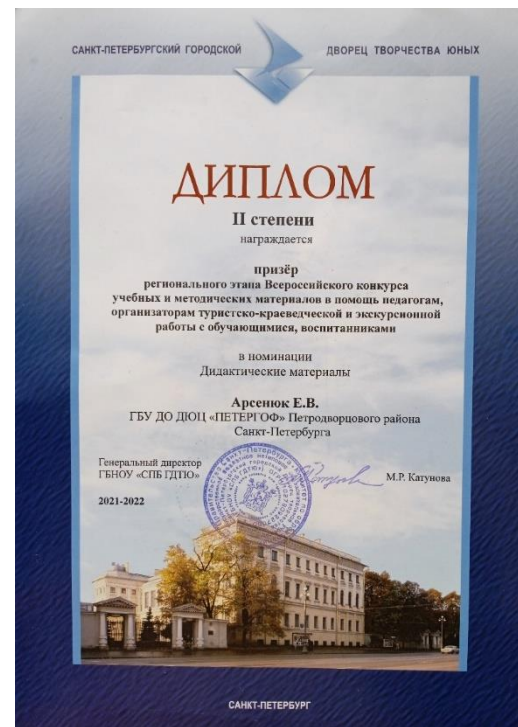 САНКТ-ПЕТЕРБУРГСКИЙ ГОРОДСКОЙ ДВОРЕЦ ТВОРЧЕСТВА ЮНЫХ
ДИПЛОМ
II степени
награждается
призёр
регионального этапа Всероссийского конкурса
учебных и методических материалов в помощь педагогам,
организаторам туристско-краеведческой и экскурсионной
работы с обучающимися, воспитанниками
в номинации
Дидактические материалы
Арсенюк Е.В.
ГБУ ДО ДЮЦ «ПЕТЕРГОФ» Петродворцового района
Санкт-Петербурга
Генеральный директор
ГБНОУ «СПБ ГДТЮ» М.Р. Катунова
2021-2022
САНКТ-ПЕТЕРБУРГ